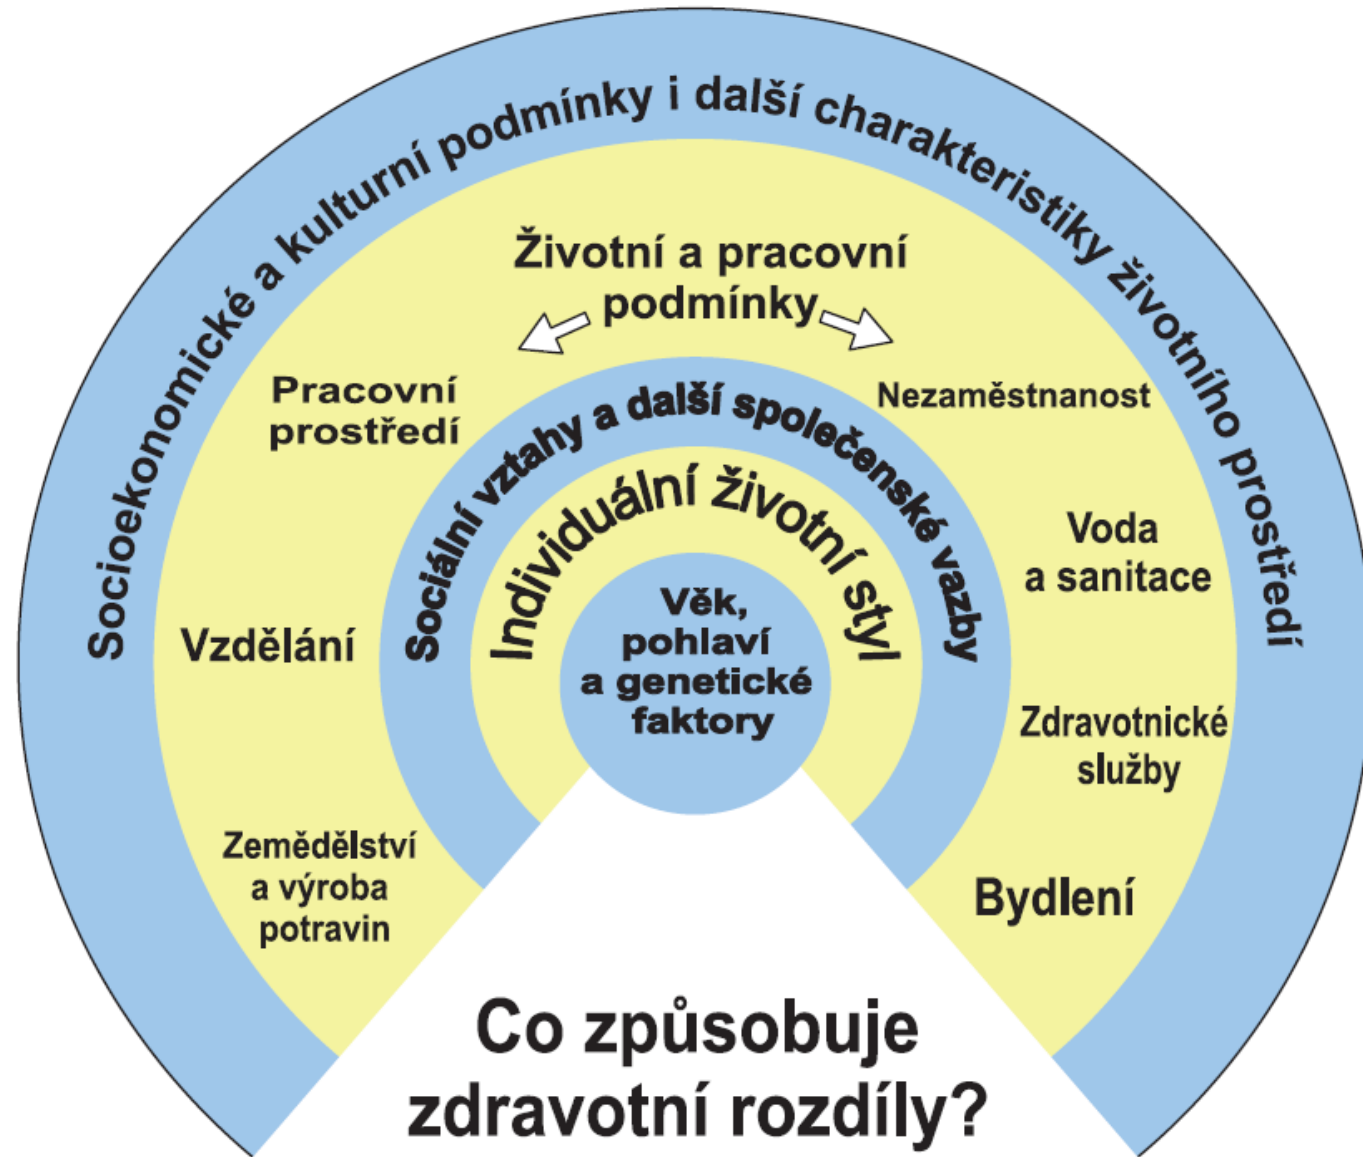 Socioekonomické a kulturní podmínky i další charakteristiky životního prostředí
Životní a pracovní
podmínky
Pracovní
prostředí
Nezaměstnanost
Sociální vztahy a další společenské vazby
Individuální životní styl
Voda
a sanitace
Věk,
pohlaví
a genetické
faktory
Vzdělání
Zdravotnické
služby
Zemědělství
a výroba
potravin
Bydlení
Co způsobuje
zdravotní rozdíly?